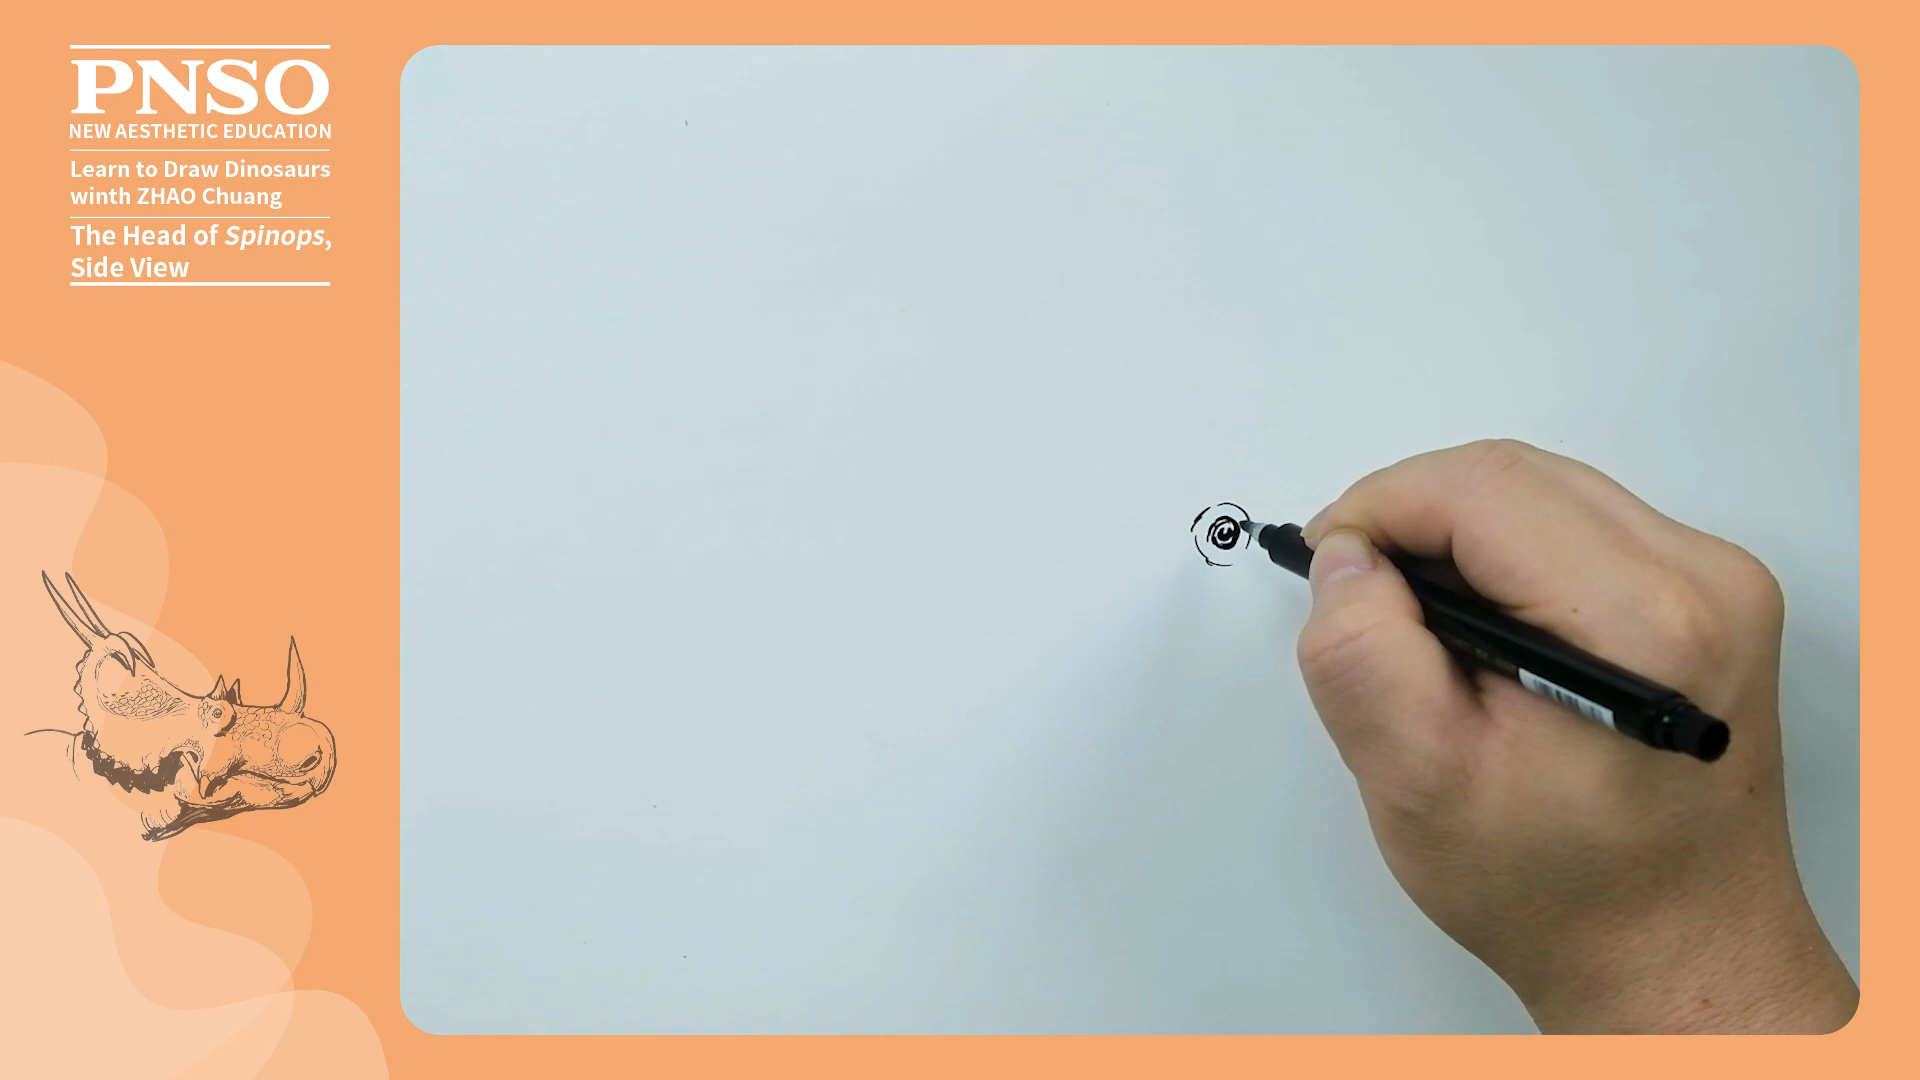 PNSO
NEW AESTHETIC EDUCATION
Learn to Draw Dinosaurs
winth ZHAO Chuang
The Head of Spinops,
Side View